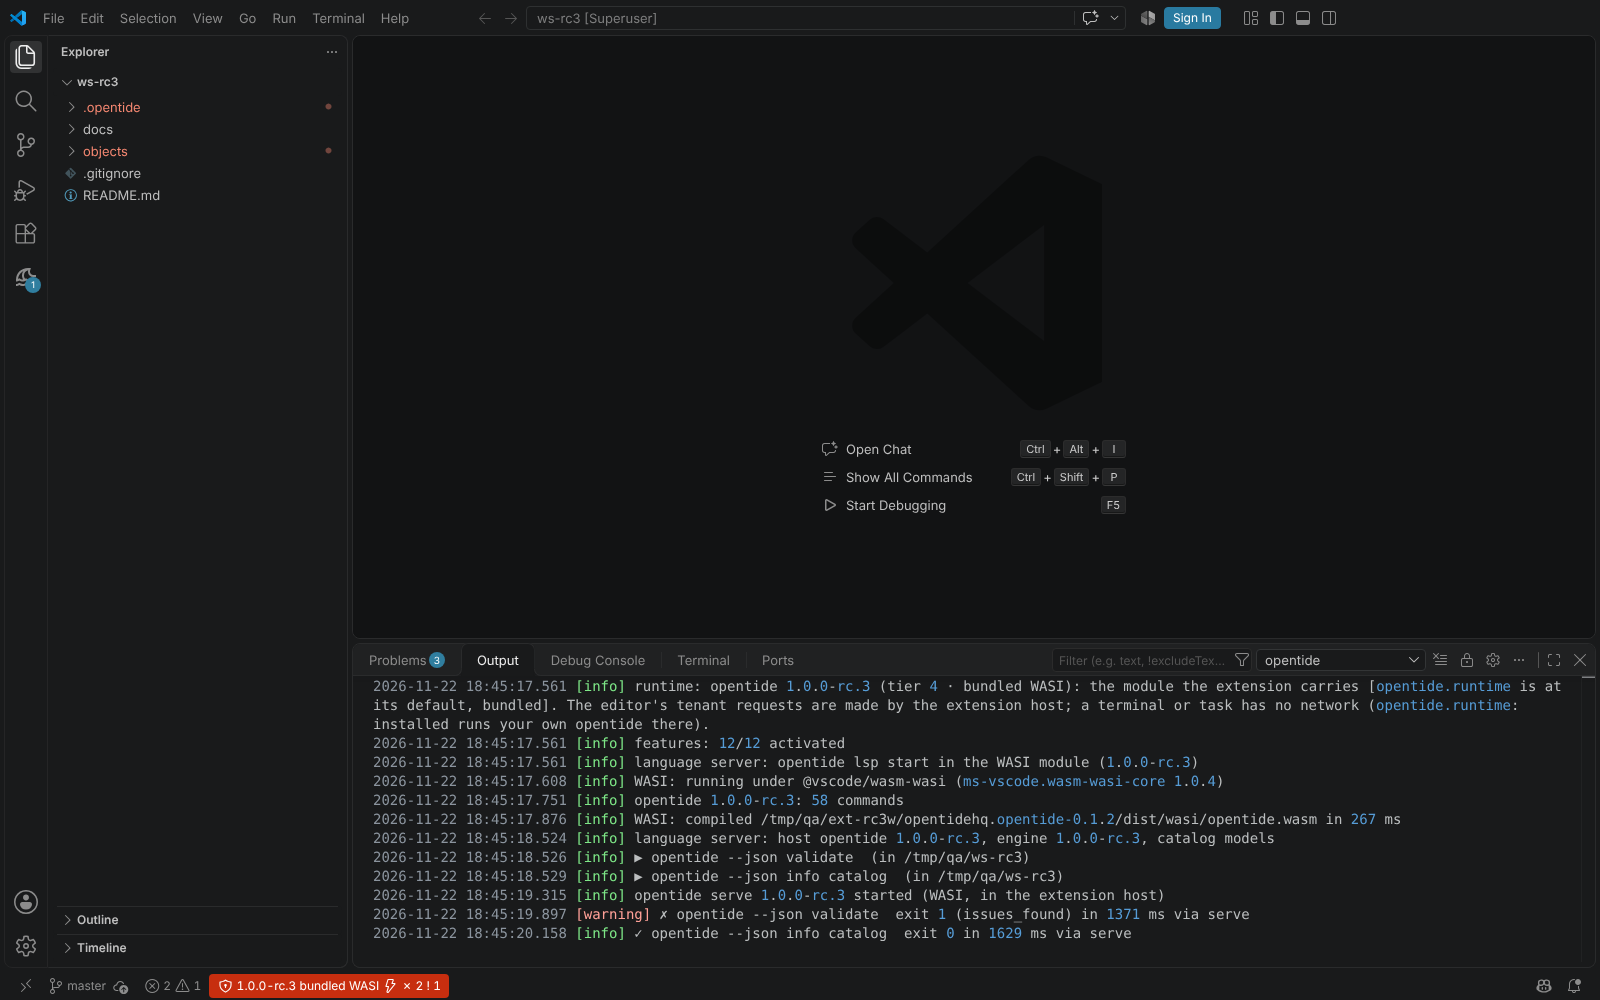 File Edit Selection View Go Run Terminal Help
ws-rc3 [Superuser]
Sign In
Explorer
ws-rc3
.opentide
docs
objects
.gitignore
README.md
1
Outline
Timeline
Open Chat Ctrl + Alt + I
Show All Commands Ctrl + Shift + P
Start Debugging F5
Problems 3 Output Debug Console Terminal Ports
Filter (e.g. text, !excludeTex...
opentide
2026-11-22 18:45:17.561 [info] runtime: opentide 1.0.0-rc.3 (tier 4 · bundled WASI): the module the extension carries [opentide.runtime is at
its default, bundled]. The editor's tenant requests are made by the extension host; a terminal or task has no network (opentide.runtime:
installed runs your own opentide there).
2026-11-22 18:45:17.561 [info] features: 12/12 activated
2026-11-22 18:45:17.561 [info] language server: opentide lsp start in the WASI module (1.0.0-rc.3)
2026-11-22 18:45:17.608 [info] WASI: running under @vscode/wasm-wasi (ms-vscode.wasm-wasi-core 1.0.4)
2026-11-22 18:45:17.751 [info] opentide 1.0.0-rc.3: 58 commands
2026-11-22 18:45:17.876 [info] WASI: compiled /tmp/qa/ext-rc3w/opentidehq.opentide-0.1.2/dist/wasi/opentide.wasm in 267 ms
2026-11-22 18:45:18.524 [info] language server: host opentide 1.0.0-rc.3, engine 1.0.0-rc.3, catalog models
2026-11-22 18:45:18.526 [info] ▶ opentide --json validate (in /tmp/qa/ws-rc3)
2026-11-22 18:45:18.529 [info] ▶ opentide --json info catalog (in /tmp/qa/ws-rc3)
2026-11-22 18:45:19.315 [info] opentide serve 1.0.0-rc.3 started (WASI, in the extension host)
2026-11-22 18:45:19.897 [warning] ✗ opentide --json validate exit 1 (issues_found) in 1371 ms via serve
2026-11-22 18:45:20.158 [info] ✓ opentide --json info catalog exit 0 in 1629 ms via serve
master 2 1 1.0.0-rc.3 bundled WASI × 2 ! 1